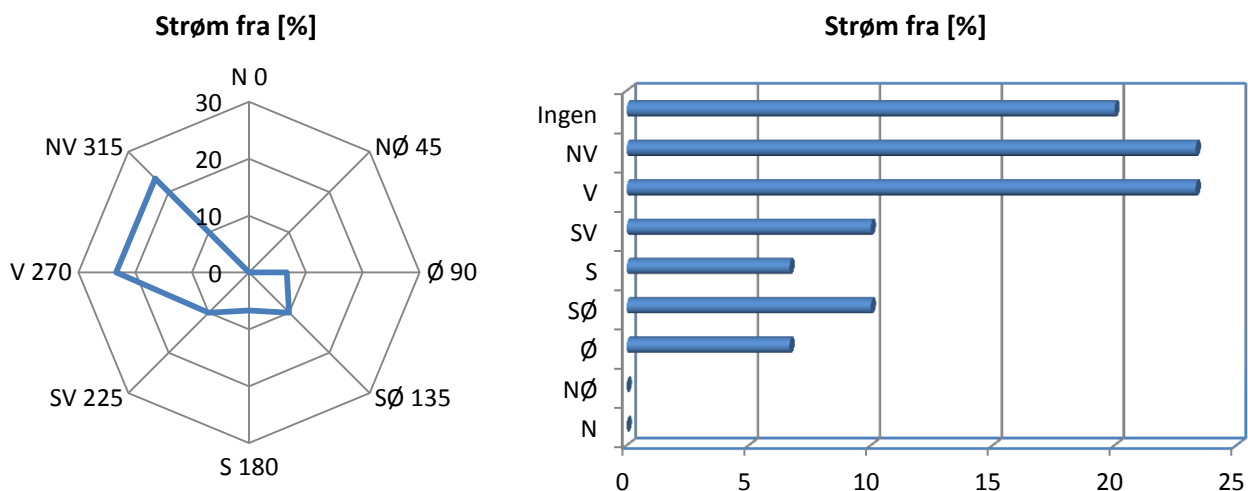 Strøm fra [%]
N 0
30
NV 315
NØ 45
20
10
V 270
0
Ø 90
SV 225
SØ 135
S 180
Strøm fra [%]
Ingen
NV
V
SV
S
SØ
Ø
NØ
N
0 5 10 15 20 25